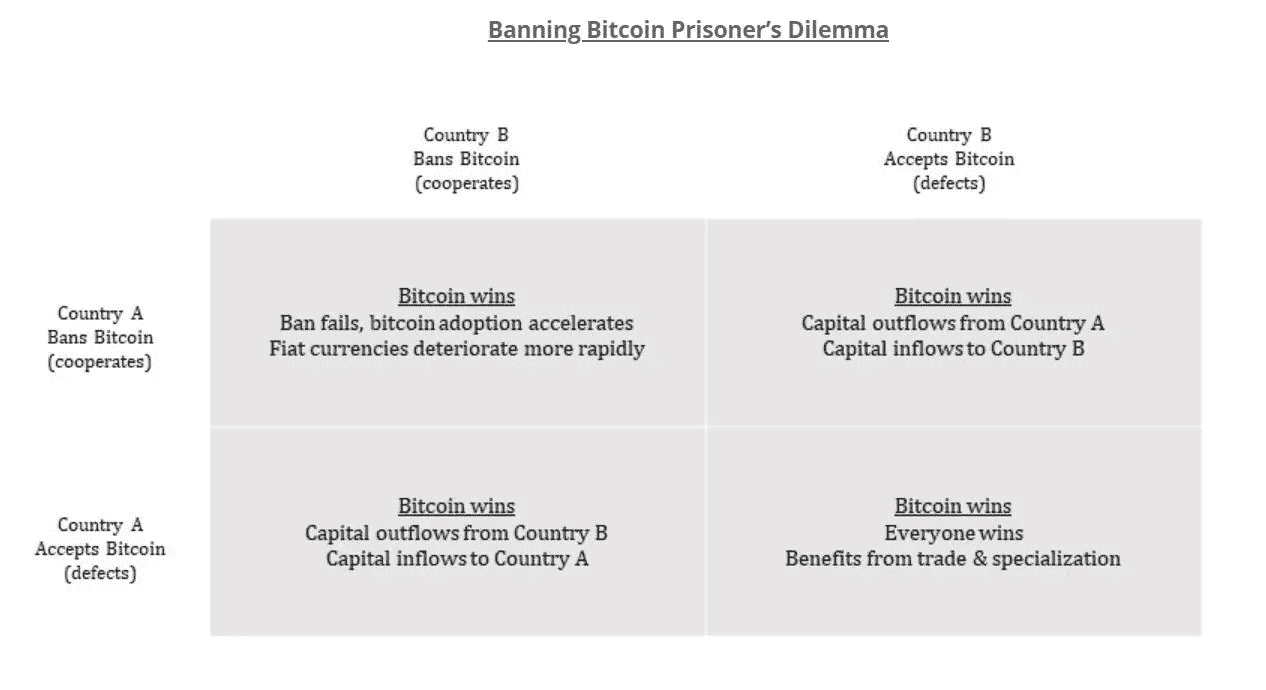 Banning Bitcoin Prisoner’s Dilemma
Country B
Bans Bitcoin
(cooperates)
Country B
Accepts Bitcoin
(defects)
Country A
Bans Bitcoin
(cooperates)
Bitcoin wins
Ban fails, bitcoin adoption accelerates
Fiat currencies deteriorate more rapidly
Bitcoin wins
Capital outflows from Country A
Capital inflows to Country B
Country A
Accepts Bitcoin
(defects)
Bitcoin wins
Capital outflows from Country B
Capital inflows to Country A
Bitcoin wins
Everyone wins
Benefits from trade & specialization